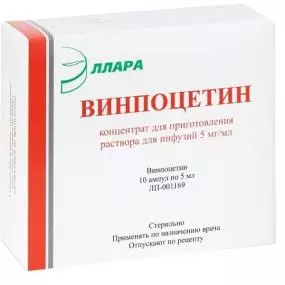 ЭЛЛАРА
ВИНПОЦЕТИН
концентрат для приготовления
раствора для инфузий 5 мг/мл
Винпоцетин
10 ампул по 5 мл
ЛП-001169
Стерильно
Применять по назначению врача
Отпускают по рецепту